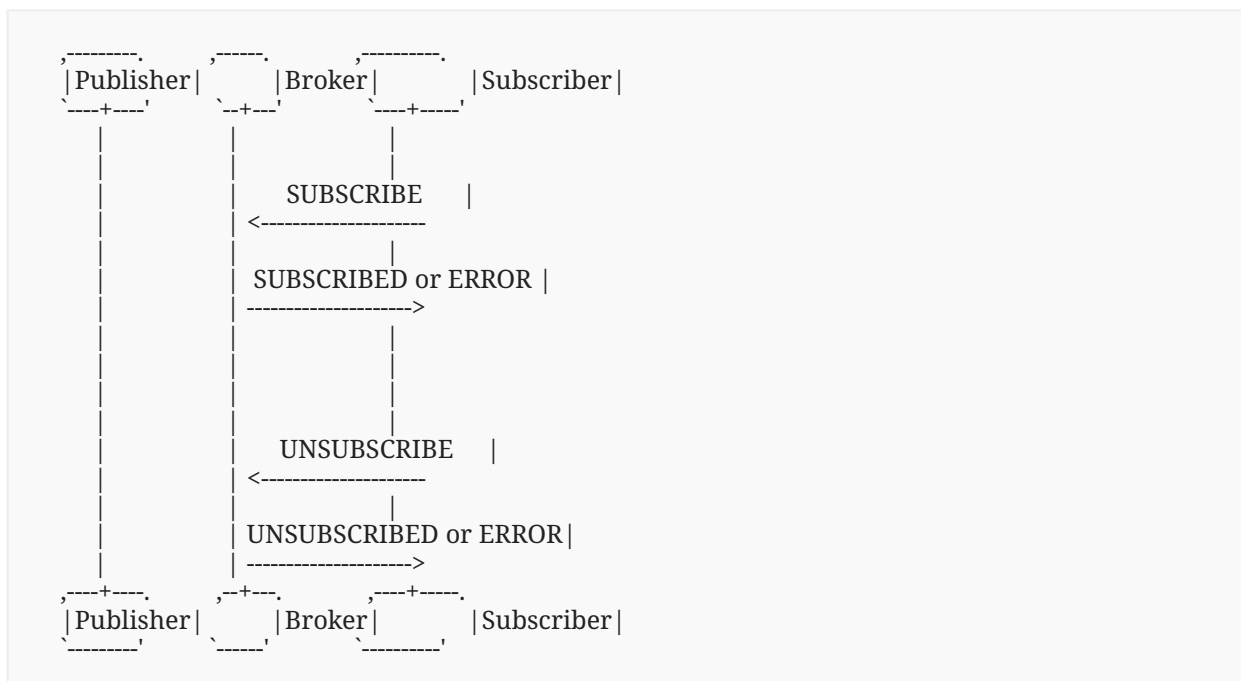 ,---------.          ,------.             ,----------.
|Publisher|          |Broker|             |Subscriber|
`----+----'          `--+---'             `----+-----'
|                  |                       |
|                  |                       |
|                  |       SUBSCRIBE       |
|                  | <---------------------
|                  |                       |
|                  | SUBSCRIBED or ERROR |
|                  | --------------------->
|                  |                       |
|                  |                       |
|                  |                       |
|                  |                       |
|                  |      UNSUBSCRIBE      |
|                  | <---------------------
|                  |                       |
|                  | UNSUBSCRIBED or ERROR|
|                  | --------------------->
,----+----.          ,--+---.             ,----+-----.
|Publisher|          |Broker|             |Subscriber|
`---------'          `------'             `----------'